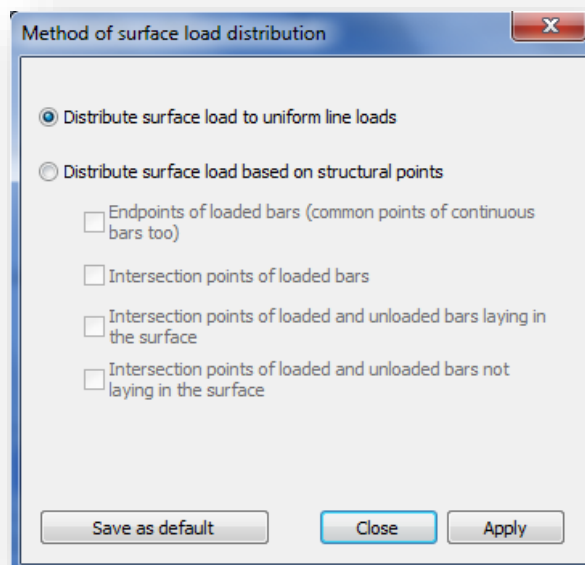 Method of surface load distribution
Distribute surface load to uniform line loads
Distribute surface load based on structural points
Endpoints of loaded bars (common points of continuous
bars too)
Intersection points of loaded bars
Intersection points of loaded and unloaded bars laying in
the surface
Intersection points of loaded and unloaded bars not
laying in the surface
Save as default
Close
Apply